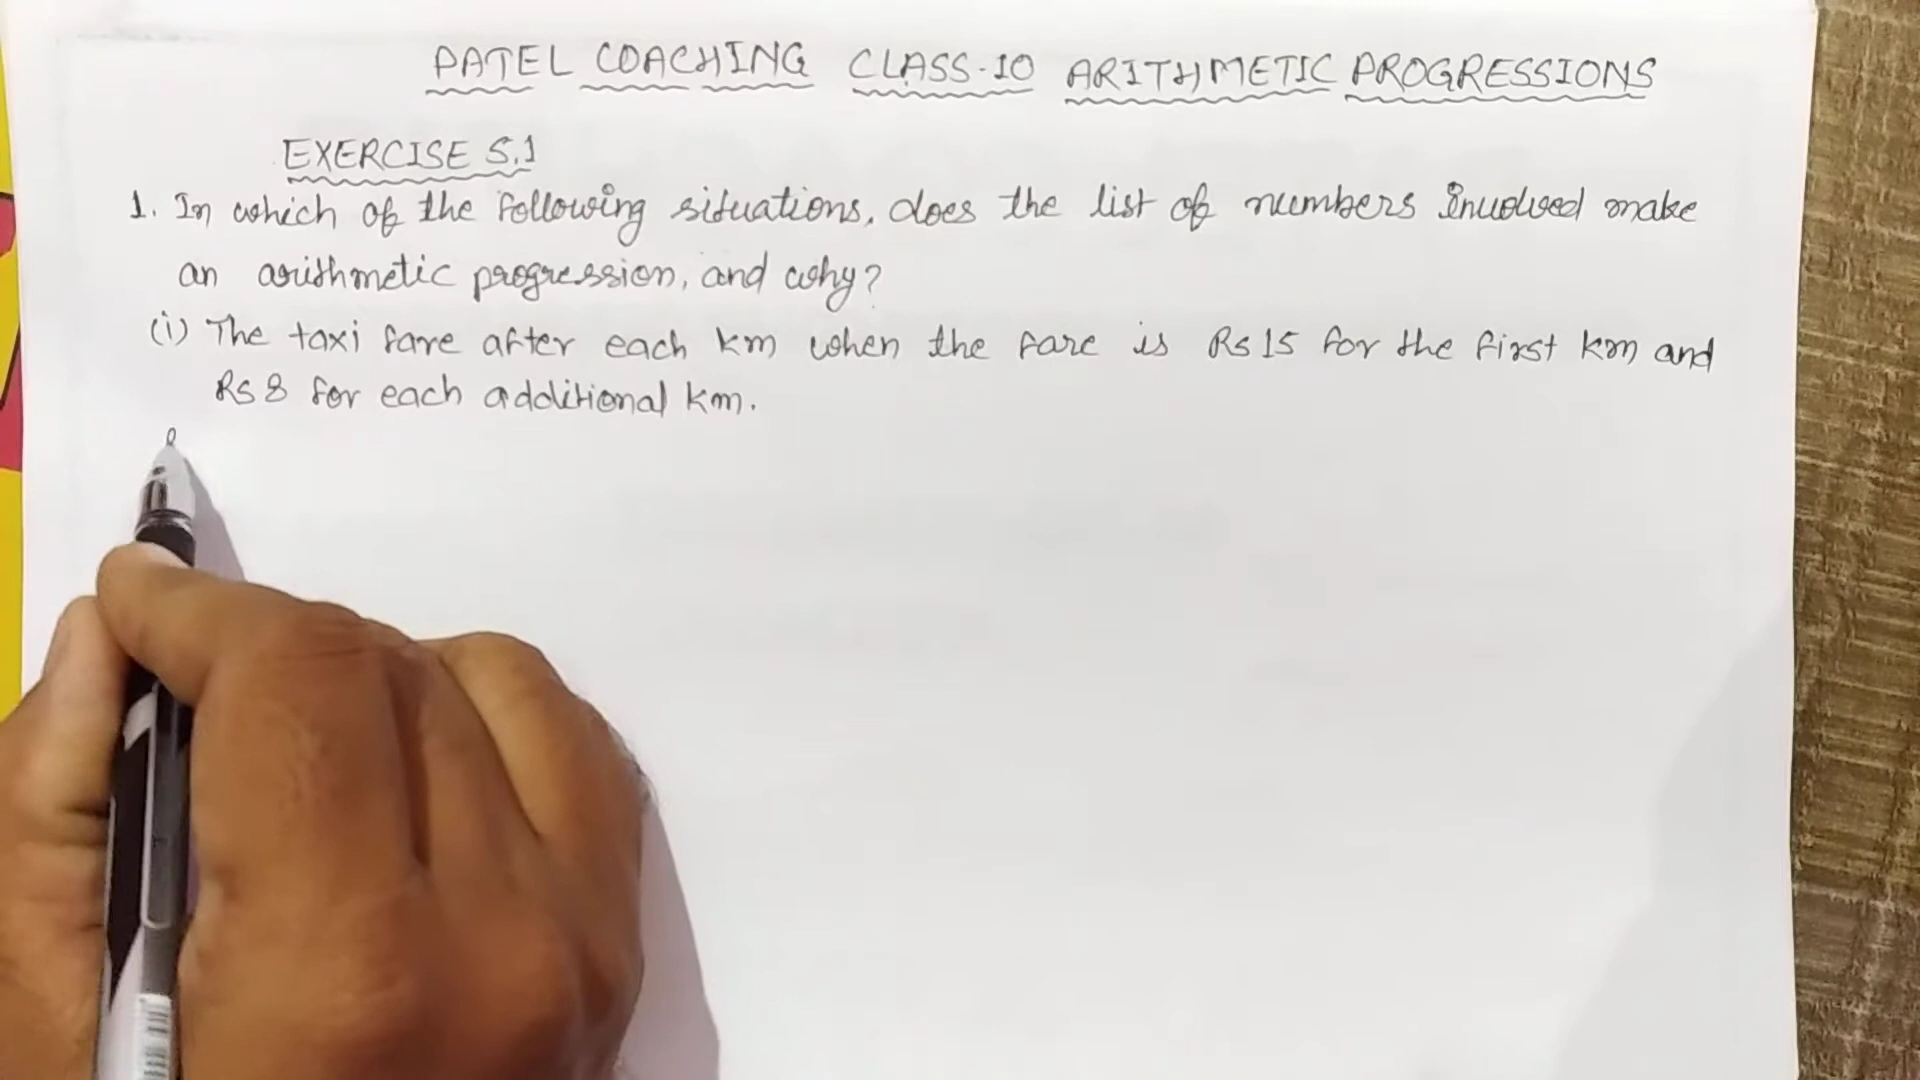 PATEL COACHING CLASS-10 ARITHMETIC PROGRESSIONS
EXERCISE 5.1
1. In which of the following situations, does the list of numbers involved make
an arithmetic progression, and why?
(i) The taxi fare after each km when the fare is Rs 15 for the first km and
Rs 8 for each additional km.